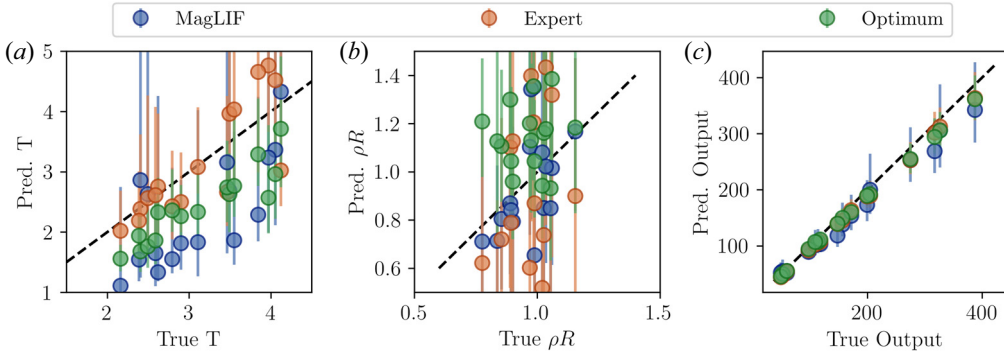 MagLIF Expert Optimum
(a) (b) (c)
5
4
3
2
1
Pred. T
2 3 4
True T
1.4
1.2
1.0
0.8
0.6
Pred. ρR
0.5 1.0 1.5
True ρR
400
300
200
100
Pred. Output
200 400
True Output